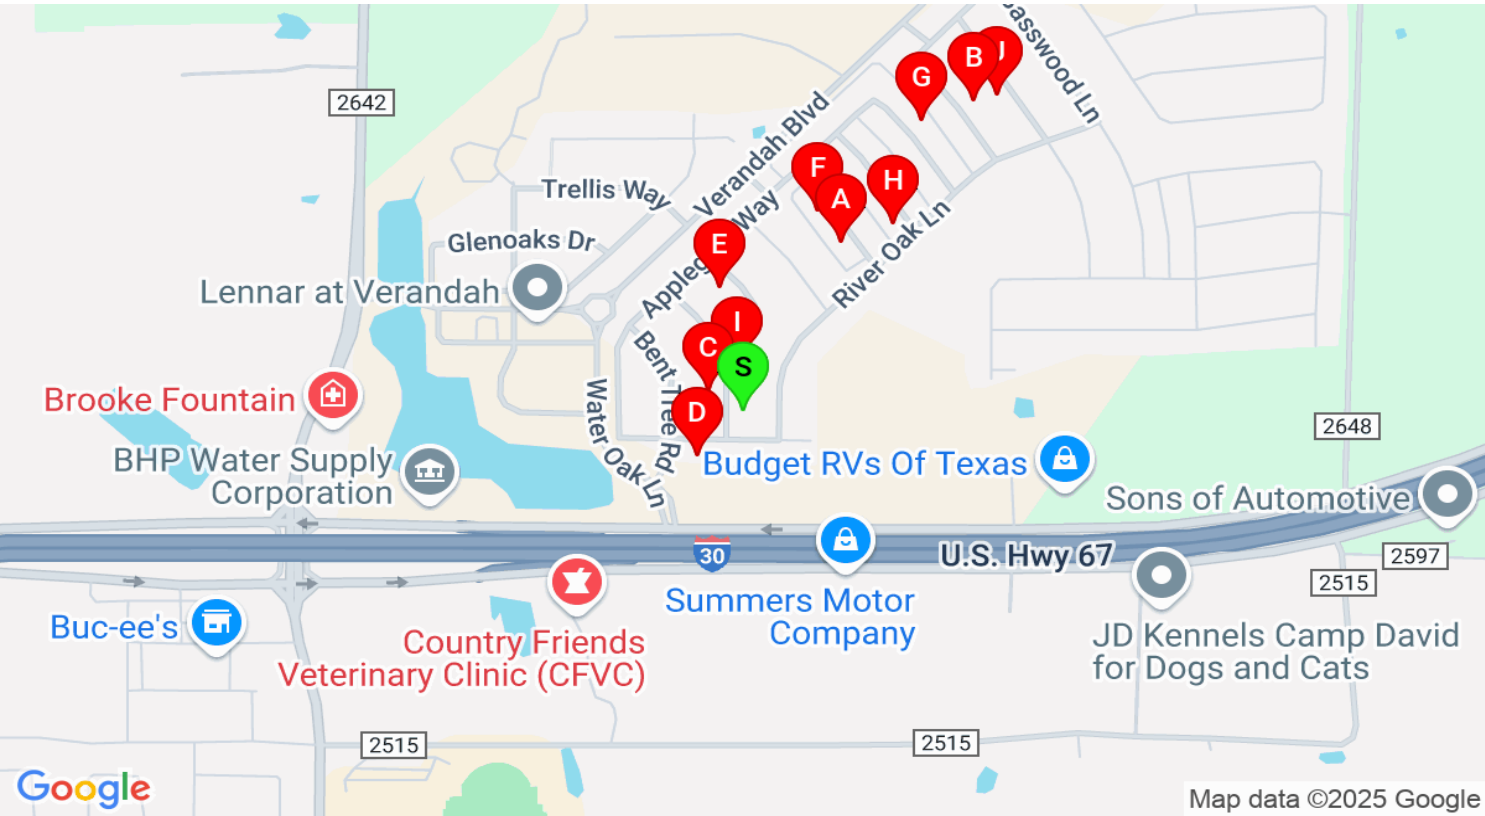 Basswood Ln
J
B
G
2642
Verandah Blvd
F
H
A
Trellis Way
Way
Glenoaks Dr
E
River Oak Ln
Lennar at Verandah
Appleg
I
C
Bent Tree Rd
S
Brooke Fountain
Water Oak Ln
D
2648
BHP Water Supply
Corporation
Budget RVs Of Texas
Sons of Automotive
30
U.S. Hwy 67
2597
2515
Summers Motor
Company
Buc-ee's
Country Friends
Veterinary Clinic (CFVC)
JD Kennels Camp David
for Dogs and Cats
2515
2515
Google
Map data ©2025 Google